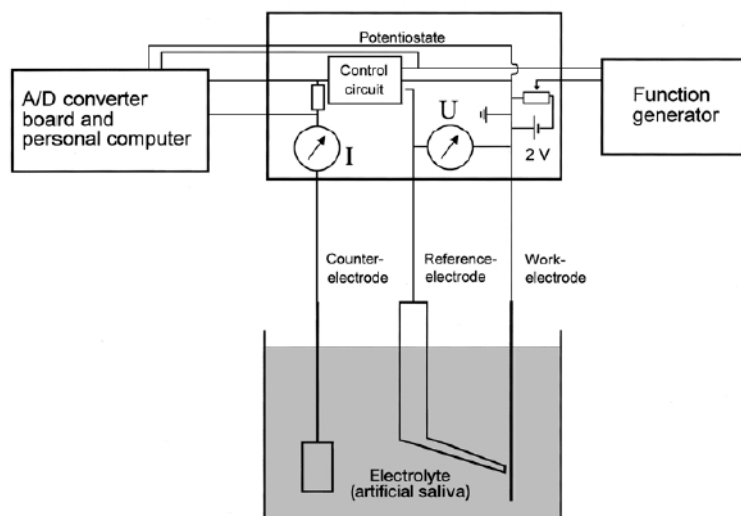 Potentiostate
A/D converter
board and
personal computer
Control
circuit
Function
generator
U
I
2 V
Counter-
electrode
Reference-
electrode
Work-
electrode
Electrolyte
(artificial saliva)